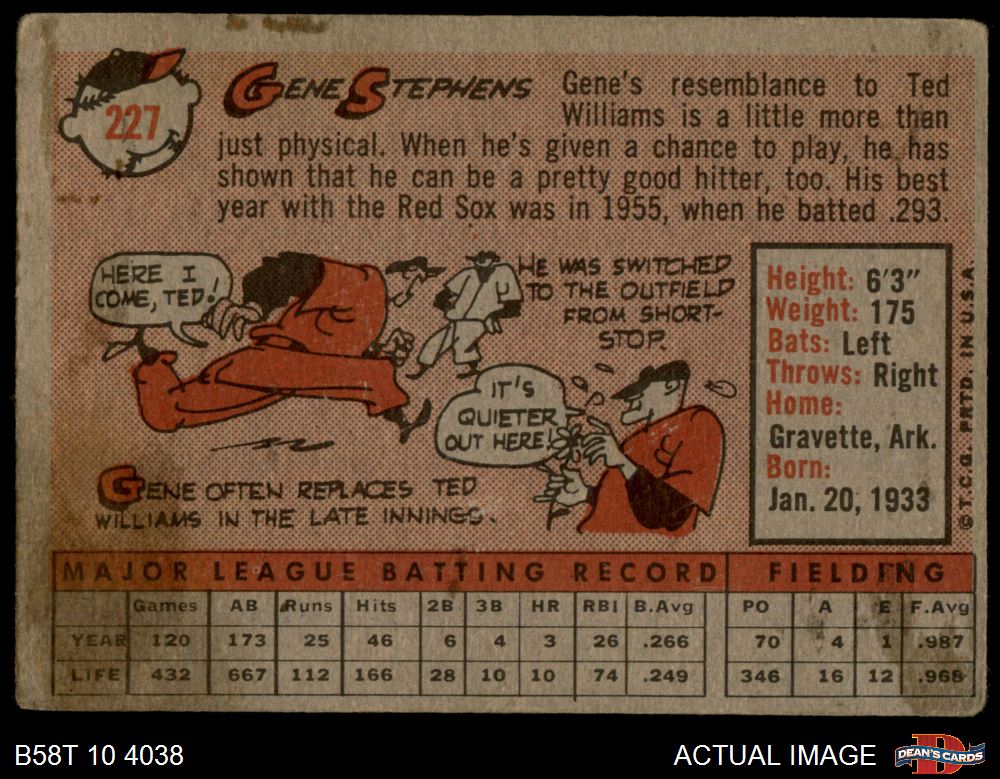 227
GENE STEPHENS
Gene's resemblance to Ted
Williams is a little more than
just physical. When he's given a chance to play, he has
shown that he can be a pretty good hitter, too. His best
year with the Red Sox was in 1955, when he batted .293.
HERE I
COME, TED!
HE WAS SWITCHED
TO THE OUTFIELD
FROM SHORT-
STOP.
IT'S
QUIETER
OUT HERE!
GENE OFTEN REPLACES TED
WILLIAMS IN THE LATE INNINGS.
Height: 6'3"
Weight: 175
Bats: Left
Throws: Right
Home:
Gravette, Ark.
Born:
Jan. 20, 1933
© T.C.G. PRTD. IN U.S.A.
MAJOR LEAGUE BATTING RECORD FIELDING
Games AB Runs Hits 2B 3B HR RBI B.Avg PO A E F.Avg
YEAR 120 173 25 46 6 4 3 26 .266 70 4 1 .987
LIFE 432 667 112 166 28 10 10 74 .249 346 16 12 .968
B58T 10 4038
ACTUAL IMAGE
DEAN'S CARDS